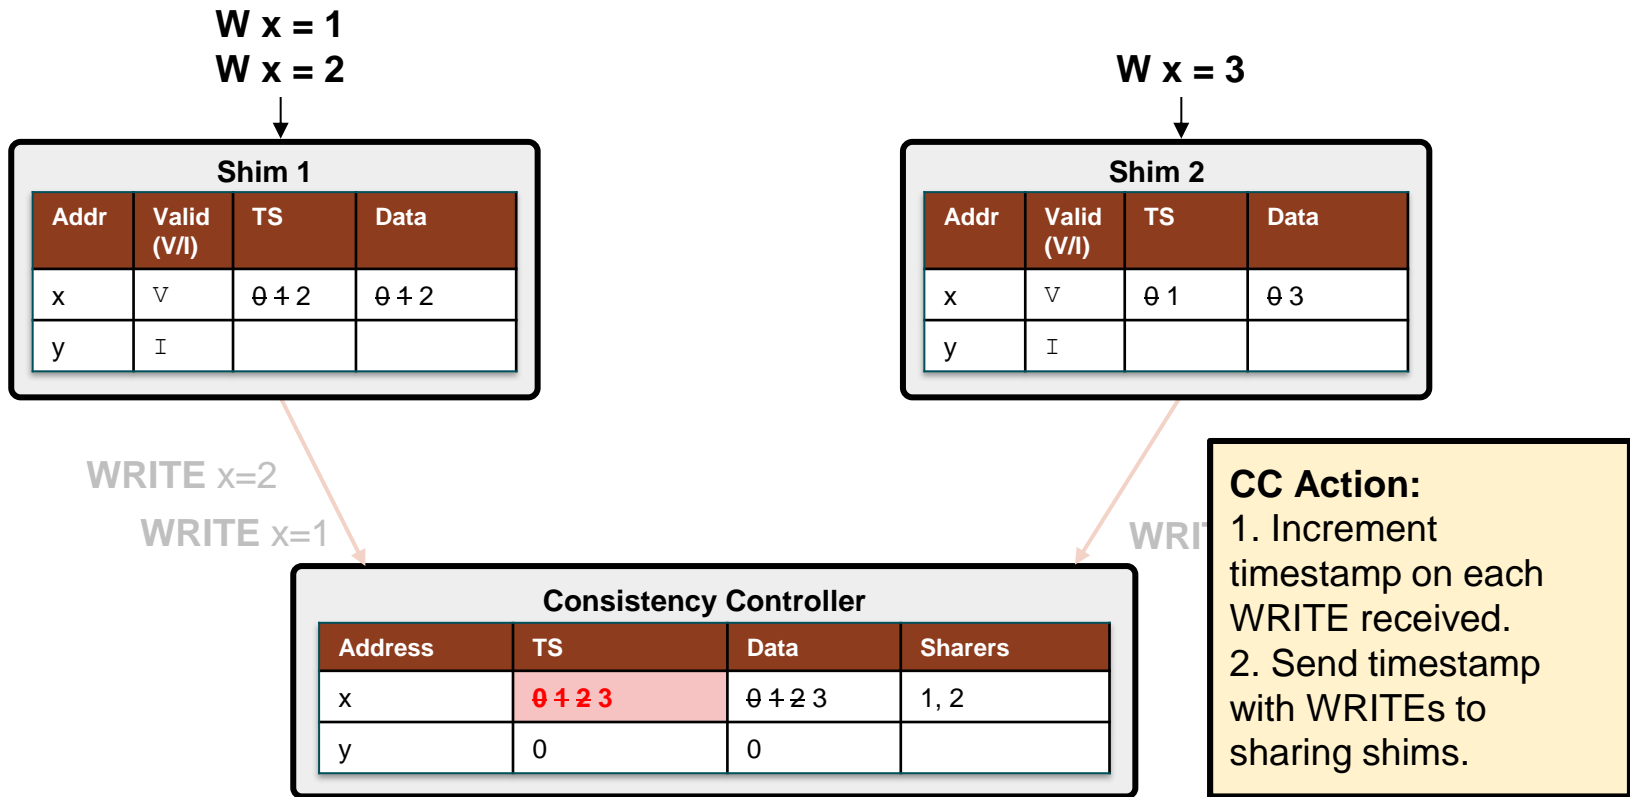 W x = 1
W x = 2
W x = 3
Shim 1
Addr Valid (V/I) TS Data
x V 0 1 2 0 1 2
y I
Shim 2
Addr Valid (V/I) TS Data
x V 0 1 0 3
y I
WRITE x=2
WRITE x=1
WRI
CC Action:
1. Increment
timestamp on each
WRITE received.
2. Send timestamp
with WRITEs to
sharing shims.
Consistency Controller
Address TS Data Sharers
x 0 1 2 3 0 1 2 3 1, 2
y 0 0